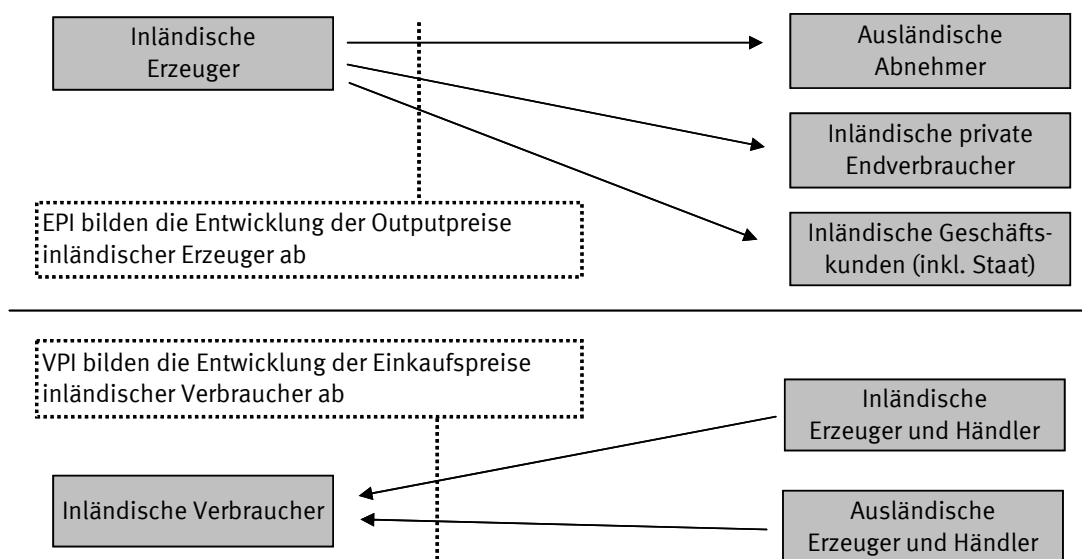 Inländische
Erzeuger
Ausländische
Abnehmer
Inländische private
Endverbraucher
EPI bilden die Entwicklung der Outputpreise
inländischer Erzeuger ab
Inländische Geschäfts-
kunden (inkl. Staat)
VPI bilden die Entwicklung der Einkaufspreise
inländischer Verbraucher ab
Inländische
Erzeuger und Händler
Inländische Verbraucher
Ausländische
Erzeuger und Händler